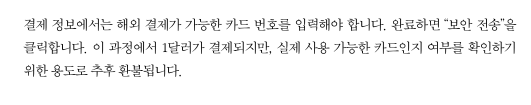 결제 정보에서는 해외 결제가 가능한 카드 번호를 입력해야 합니다. 완료하면 “보안 전송”을
클릭합니다. 이 과정에서 1달러가 결제되지만, 실제 사용 가능한 카드인지 여부를 확인하기
위한 용도로 추후 환불됩니다.